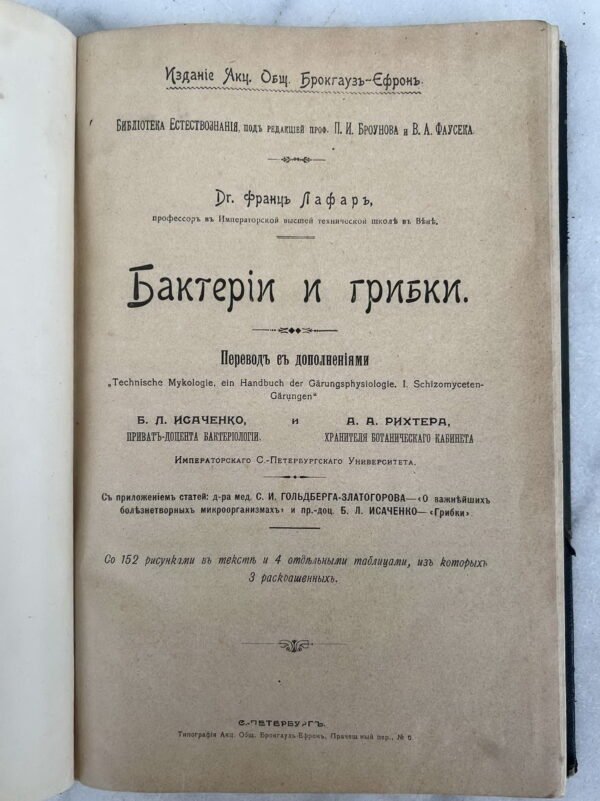 Изданіе Акц. Общ. Брокгаузъ-Ефронъ.
Библіотека Естествознанія, подъ редакціей проф. П. И. Броунова и В. А. Фаусека.
Dr. Францъ Лафаръ,
профессоръ въ Императорской высшей технической школѣ въ Вѣнѣ.
Бактеріи и грибки.
Переводъ съ дополненіями
„Technische Mykologie, ein Handbuch der Gärungsphysiologie. I. Schizomyceten-
Gärungen“
Б. Л. ИСАЧЕНКО, и А. А. РИХТЕРА,
ПРИВАТЪ-ДОЦЕНТА БАКТЕРІОЛОГІИ. ХРАНИТЕЛЯ БОТАНИЧЕСКАГО КАБИНЕТА
Императорскаго С.-Петербургскаго Университета.
Съ приложеніемъ статей: д-ра мед. С. И. ГОЛЬДБЕРГА-ЗЛАТОГОРОВА—«О важнѣйшихъ
болѣзнетворныхъ микроорганизмахъ» и пр.-доц. Б. Л. ИСАЧЕНКО—«Грибки».
Со 152 рисунками въ текстѣ и 4 отдѣльными таблицами, изъ которыхъ
3 раскрашенныхъ.
С.-ПЕТЕРБУРГЪ.
Типографія Акц. Общ. Брокгаузъ-Ефронъ, Прачешный пер., № 6.